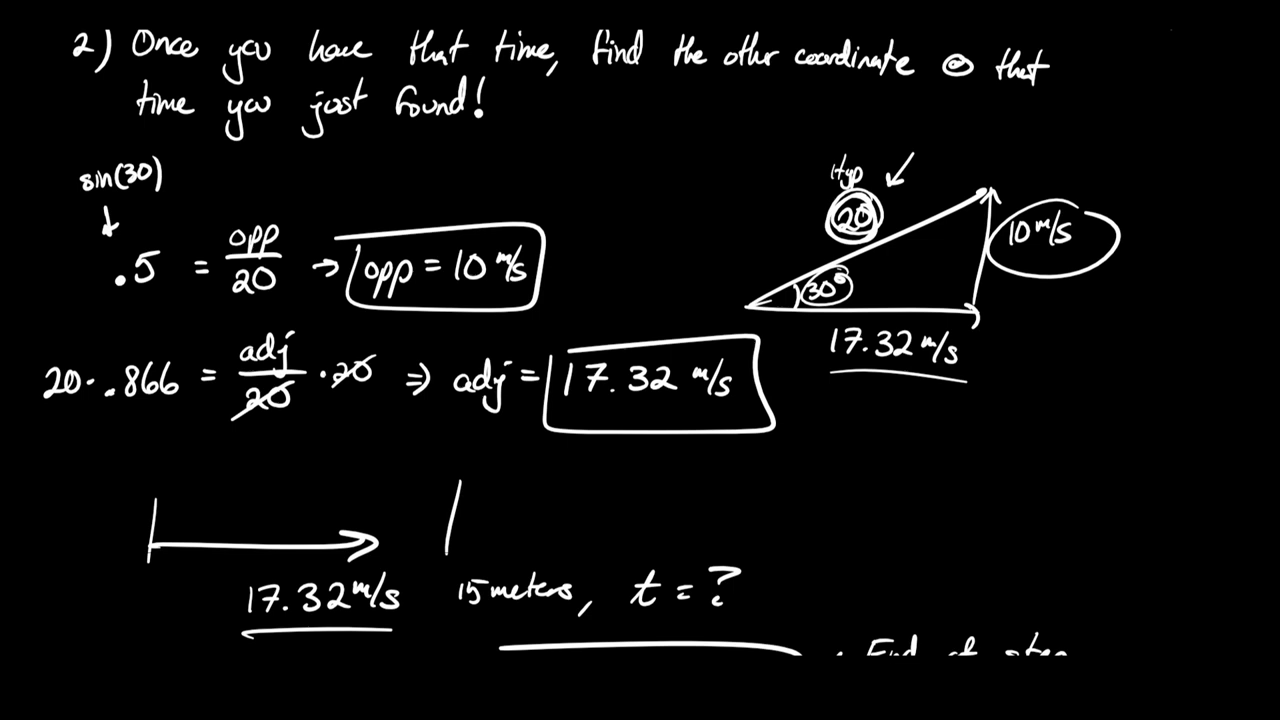 2) Once you have that time, find the other coordinate @ that
time you just found!
sin(30)
.5 = opp/20 → opp = 10 m/s
Hyp
20
30°
10 m/s
17.32 m/s
20 · .866 = adj/20 · 20 ⇒ adj = 17.32 m/s
17.32 m/s
15 meters, t = ?